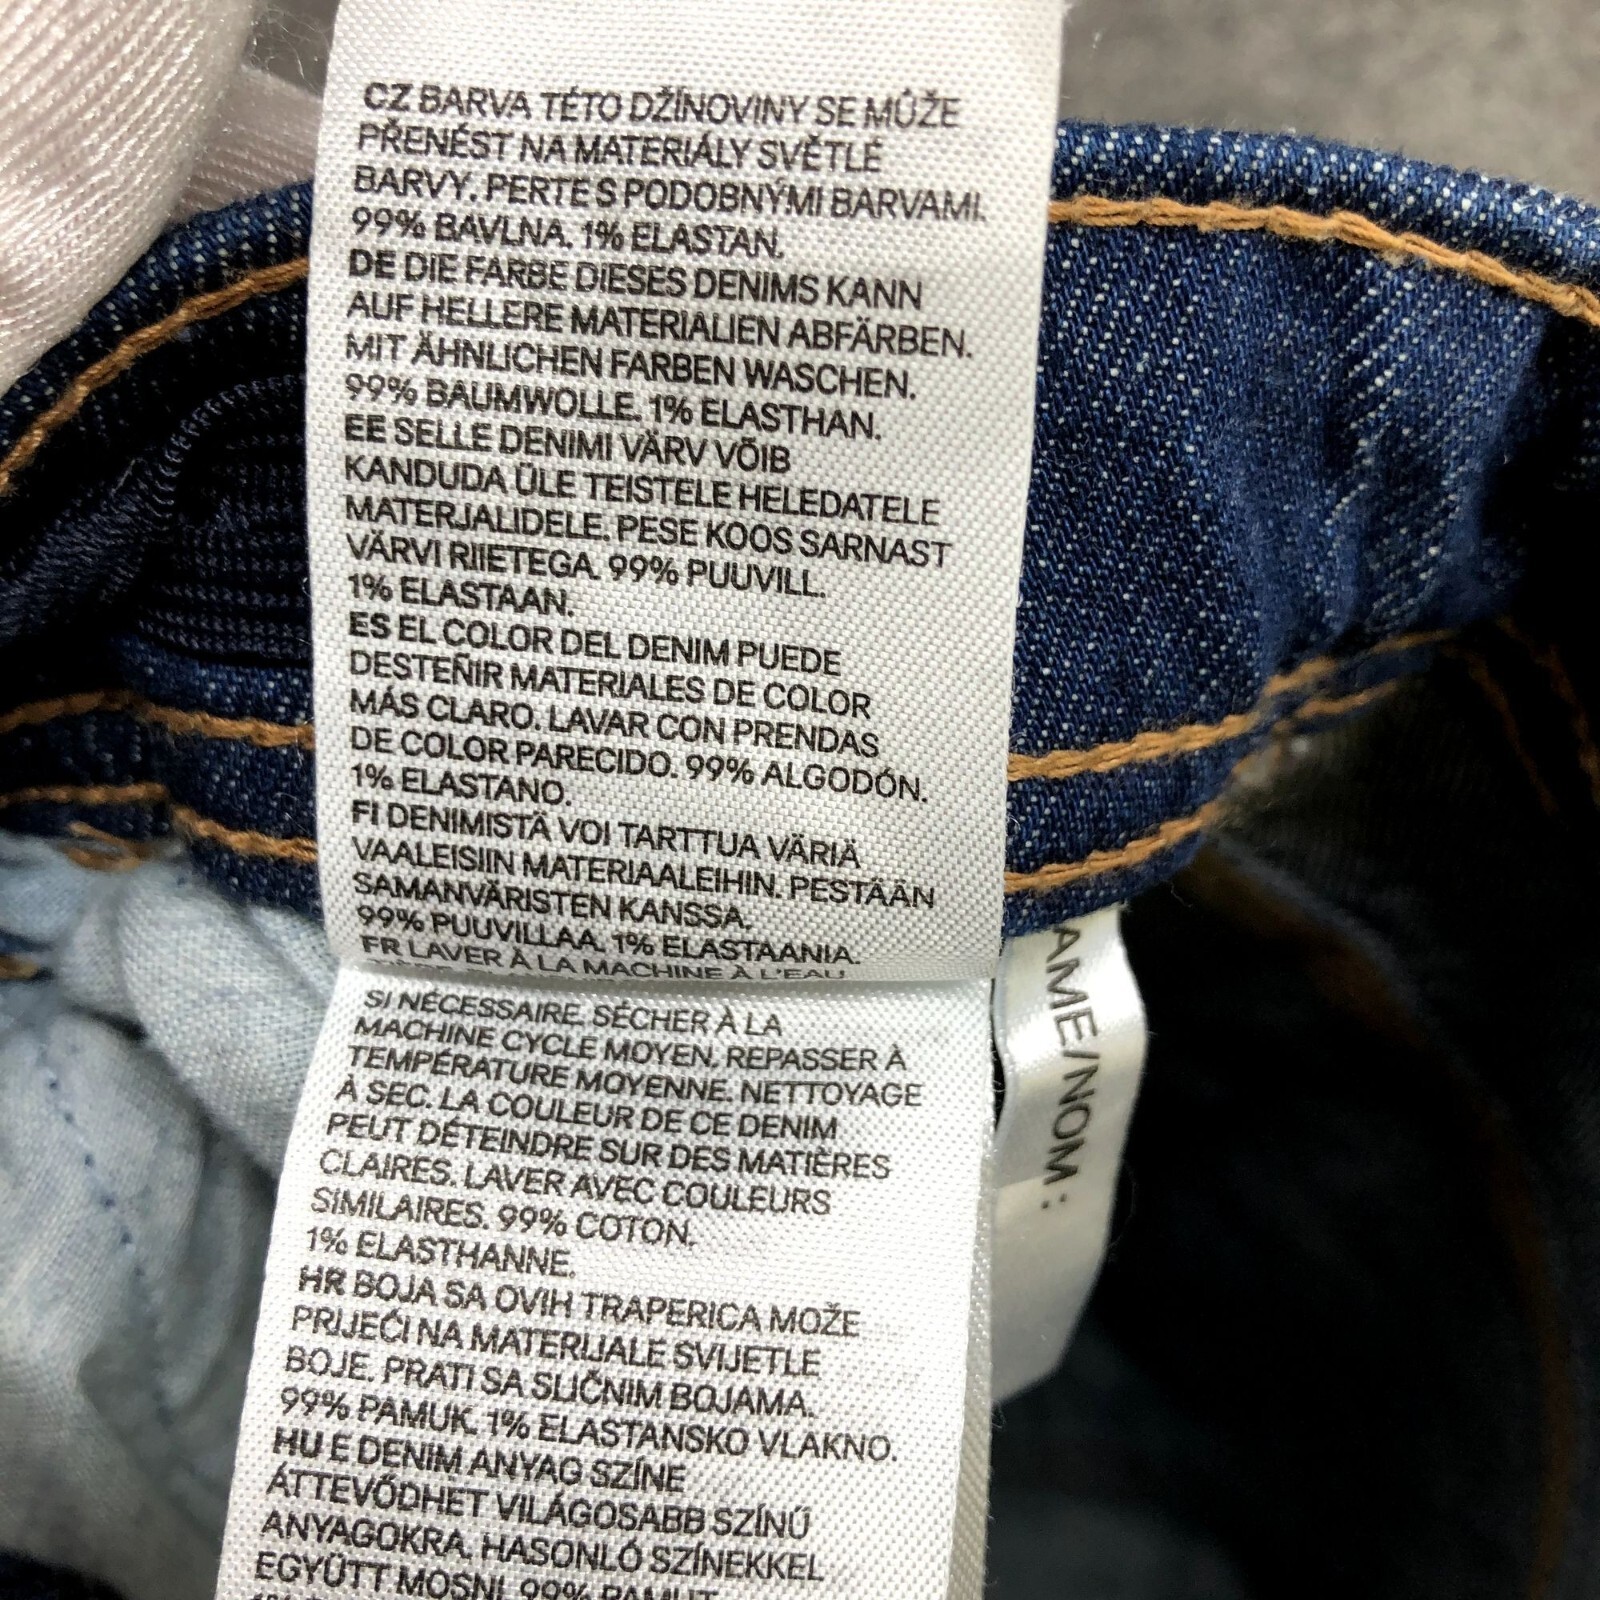 CZ BARVA TÉTO DŽÍNOVINY SE MŮŽE
PŘENÉST NA MATERIÁLY SVĚTLÉ
BARVY. PERTE S PODOBNÝMI BARVAMI.
99% BAVLNA. 1% ELASTAN.
DE DIE FARBE DIESES DENIMS KANN
AUF HELLERE MATERIALIEN ABFÄRBEN.
MIT ÄHNLICHEN FARBEN WASCHEN.
99% BAUMWOLLE. 1% ELASTHAN.
EE SELLE DENIMI VÄRV VÕIB
KANDUDA ÜLE TEISTELE HELEDATELE
MATERJALIDELE. PESE KOOS SARNAST
VÄRVI RIIETEGA. 99% PUUVILL.
1% ELASTAAN.
ES EL COLOR DEL DENIM PUEDE
DESTEÑIR MATERIALES DE COLOR
MÁS CLARO. LAVAR CON PRENDAS
DE COLOR PARECIDO. 99% ALGODÓN.
1% ELASTANO.
FI DENIMISTÄ VOI TARTTUA VÄRIÄ
VAALEISIIN MATERIAALEIHIN. PESTÄÄN
SAMANVÄRISTEN KANSSA.
99% PUUVILLAA. 1% ELASTAANIA.
FR LAVER À LA MACHINE À L'EAU
SI NÉCESSAIRE. SÉCHER À LA
MACHINE CYCLE MOYEN. REPASSER À
TEMPÉRATURE MOYENNE. NETTOYAGE
À SEC. LA COULEUR DE CE DENIM
PEUT DÉTEINDRE SUR DES MATIÈRES
CLAIRES. LAVER AVEC COULEURS
SIMILAIRES. 99% COTON.
1% ELASTHANNE.
HR BOJA SA OVIH TRAPERICA MOŽE
PRIJEĆI NA MATERIJALE SVIJETLE
BOJE. PRATI SA SLIČNIM BOJAMA.
99% PAMUK. 1% ELASTANSKO VLAKNO.
HU E DENIM ANYAG SZÍNE
ÁTTEVŐDHET VILÁGOSABB SZÍNŰ
ANYAGOKRA. HASONLÓ SZÍNEKKEL
EGYÜTT MOSNI. 99% PAMUT.
AME/NOM :